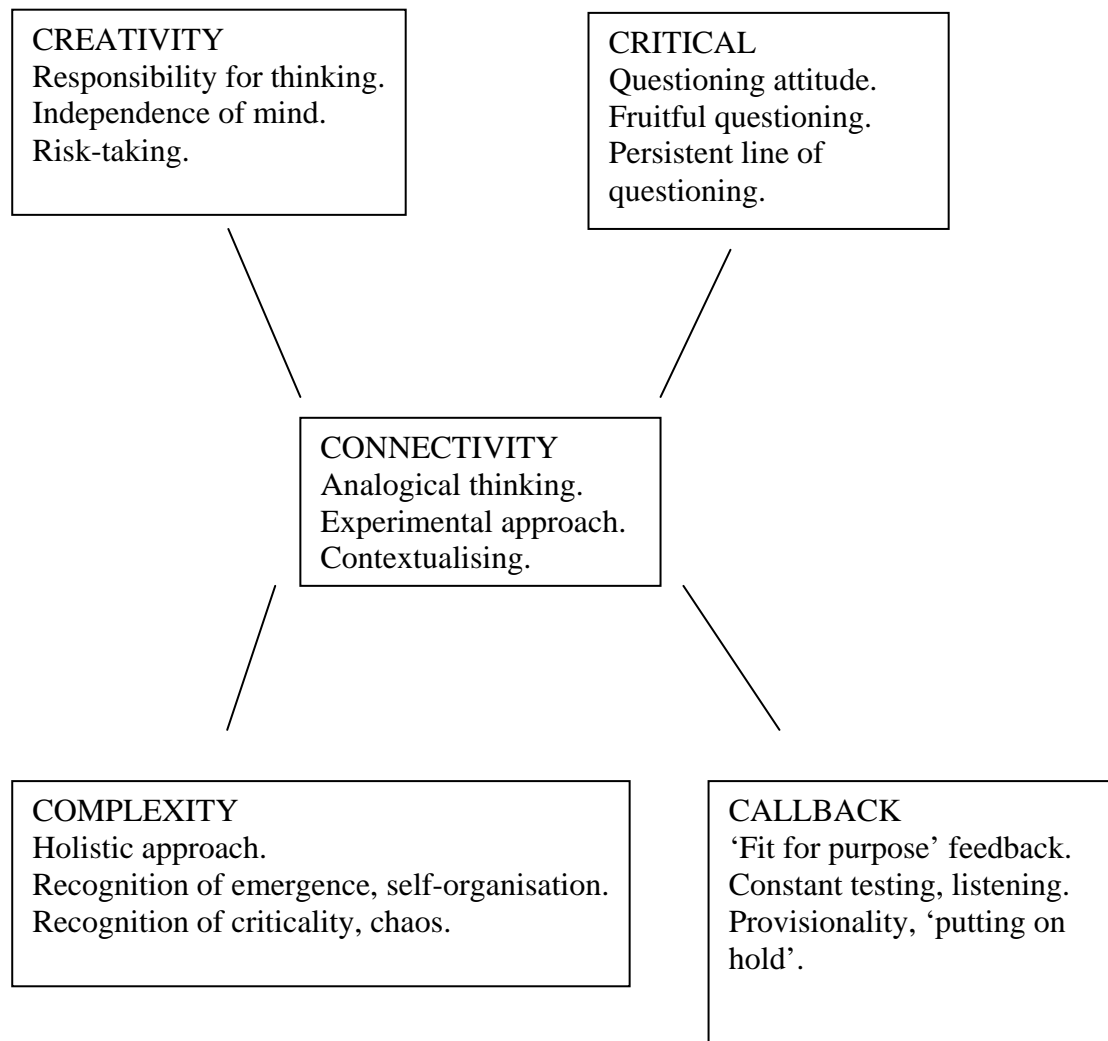 CREATIVITY
Responsibility for thinking.
Independence of mind.
Risk-taking.
CRITICAL
Questioning attitude.
Fruitful questioning.
Persistent line of
questioning.
CONNECTIVITY
Analogical thinking.
Experimental approach.
Contextualising.
COMPLEXITY
Holistic approach.
Recognition of emergence, self-organisation.
Recognition of criticality, chaos.
CALLBACK
‘Fit for purpose’ feedback.
Constant testing, listening.
Provisionality, ‘putting on
hold’.